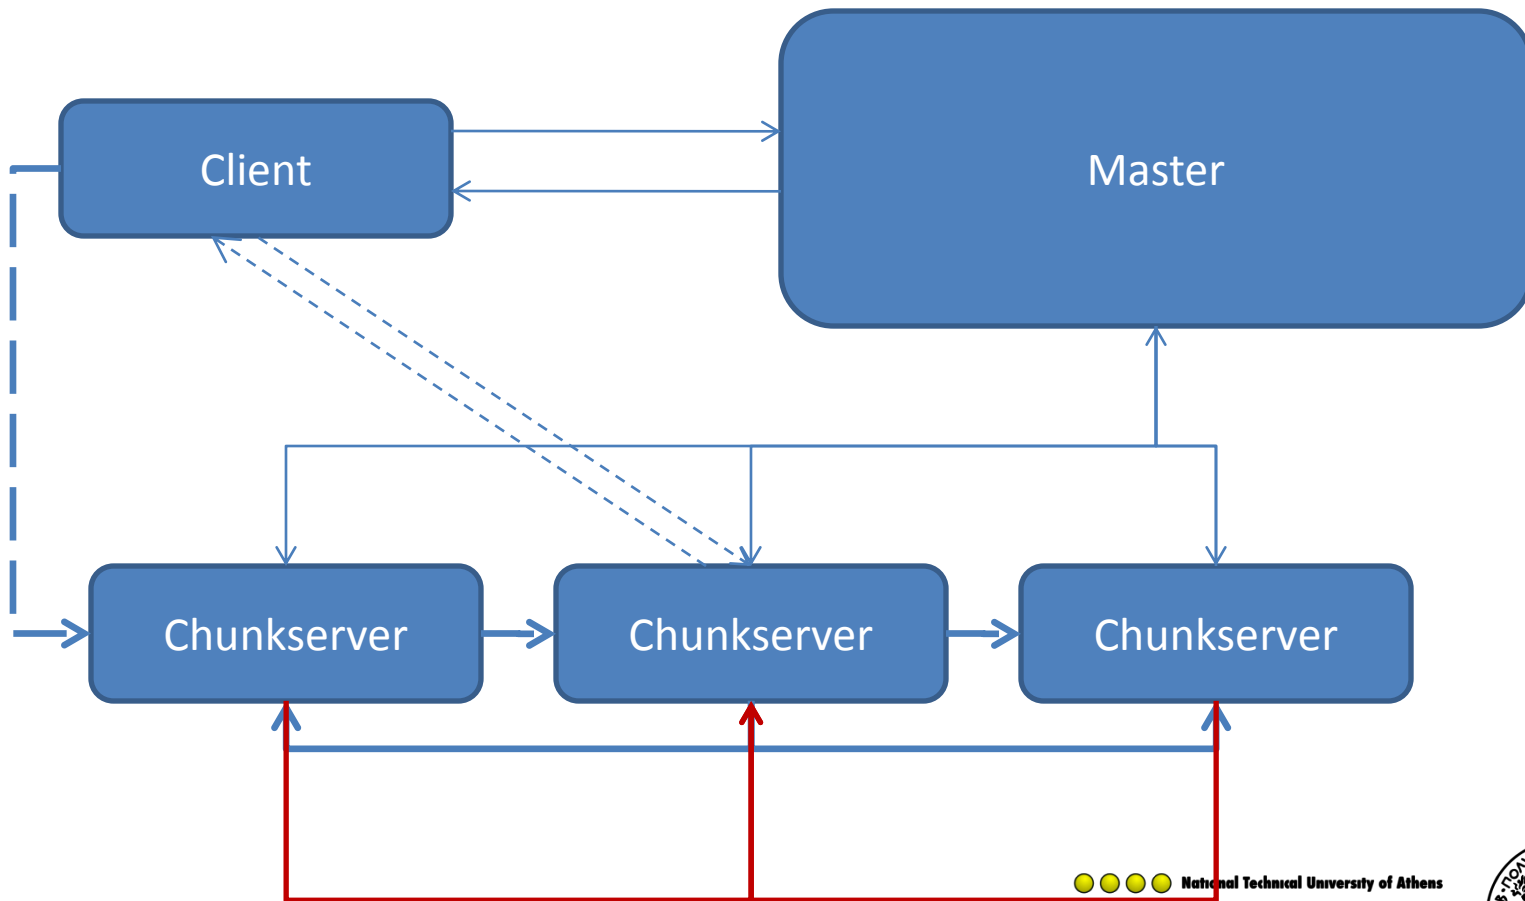 Client
Master
Chunkserver
Chunkserver
Chunkserver
National Technical University of Athens